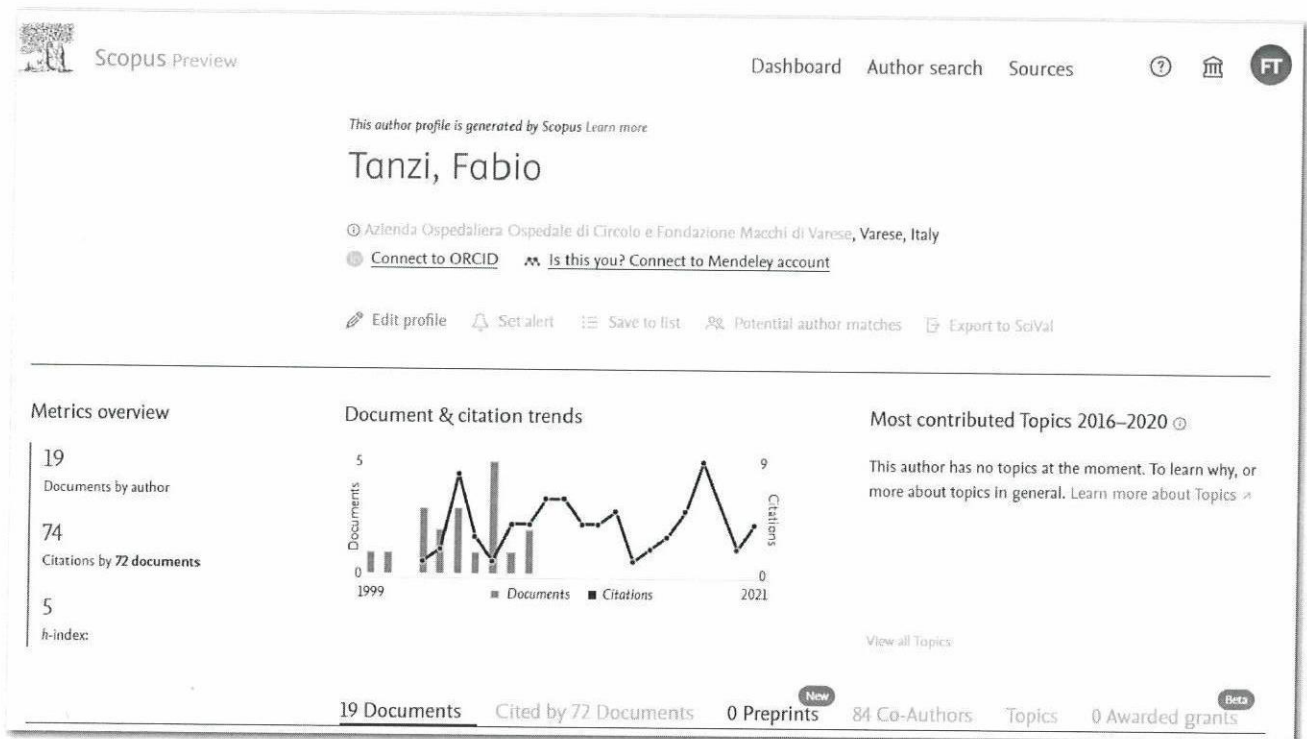 Scopus Preview
Dashboard Author search Sources
FT
This author profile is generated by Scopus Learn more
Tanzi, Fabio
Azienda Ospedaliera Ospedale di Circolo e Fondazione Macchi di Varese, Varese, Italy
Connect to ORCID Is this you? Connect to Mendeley account
Edit profile Set alert Save to list Potential author matches Export to SciVal
Metrics overview
19
Documents by author
74
Citations by 72 documents
5
h-index:
Document & citation trends
5
Documents
0
9
Citations
0
1999
2021
Documents Citations
Most contributed Topics 2016–2020
This author has no topics at the moment. To learn why, or
more about topics in general. Learn more about Topics
View all Topics
19 Documents Cited by 72 Documents 0 Preprints New 84 Co-Authors Topics 0 Awarded grants Beta